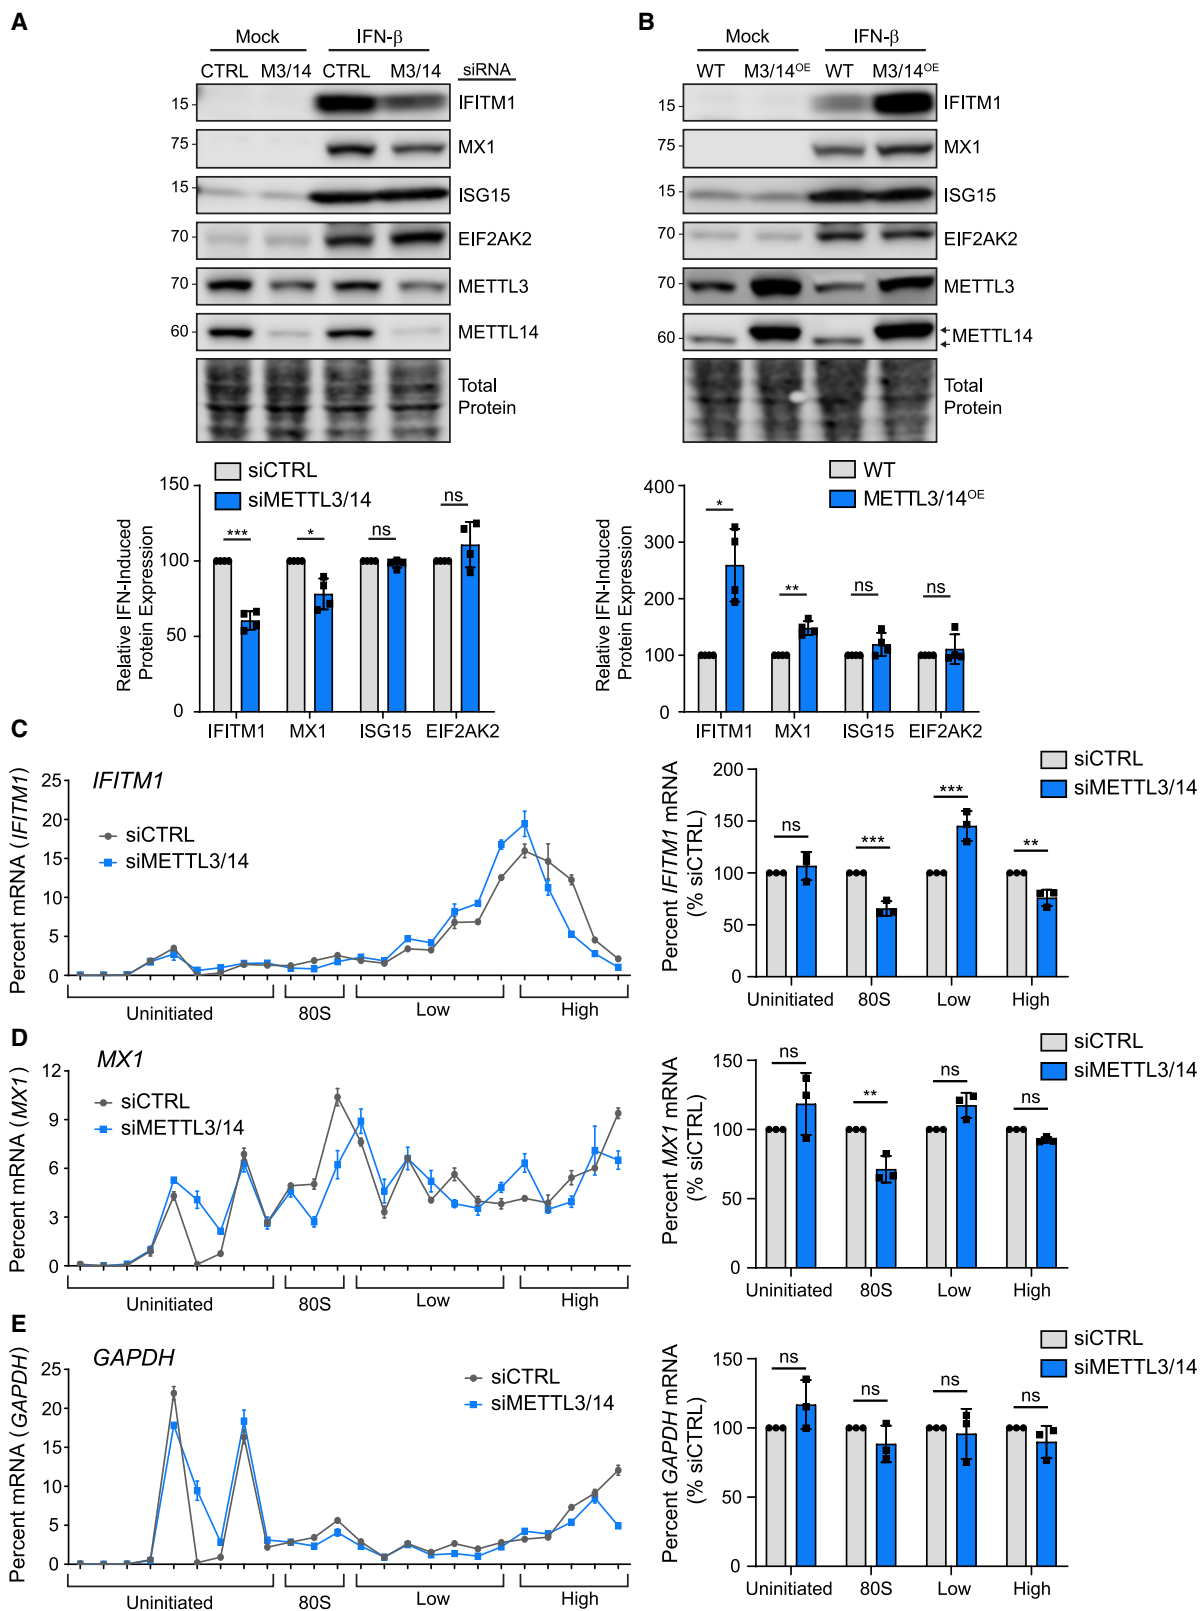 A
Mock IFN-β
CTRL M3/14 CTRL M3/14 siRNA
15 IFITM1
75 MX1
15 ISG15
70 EIF2AK2
70 METTL3
60 METTL14
Total
Protein
siCTRL
siMETTL3/14
Relative IFN-Induced
Protein Expression
150
100
50
0
*** * ns ns
IFITM1 MX1 ISG15 EIF2AK2
B
Mock IFN-β
WT M3/14OE WT M3/14OE
15 IFITM1
75 MX1
15 ISG15
70 EIF2AK2
70 METTL3
60 METTL14
Total
Protein
WT
METTL3/14OE
Relative IFN-Induced
Protein Expression
400
300
200
100
0
* ** ns ns
IFITM1 MX1 ISG15 EIF2AK2
C
IFITM1
siCTRL
siMETTL3/14
Percent mRNA (IFITM1)
25
20
15
10
5
0
Uninitiated 80S Low High
siCTRL
siMETTL3/14
Percent IFITM1 mRNA
(% siCTRL)
200
150
100
50
0
ns *** *** **
Uninitiated 80S Low High
D
MX1
siCTRL
siMETTL3/14
Percent mRNA (MX1)
12
9
6
3
0
Uninitiated 80S Low High
siCTRL
siMETTL3/14
Percent MX1 mRNA
(% siCTRL)
150
100
50
0
ns ** ns ns
Uninitiated 80S Low High
E
GAPDH
siCTRL
siMETTL3/14
Percent mRNA (GAPDH)
25
20
15
10
5
0
Uninitiated 80S Low High
siCTRL
siMETTL3/14
Percent GAPDH mRNA
(% siCTRL)
150
100
50
0
ns ns ns ns
Uninitiated 80S Low High